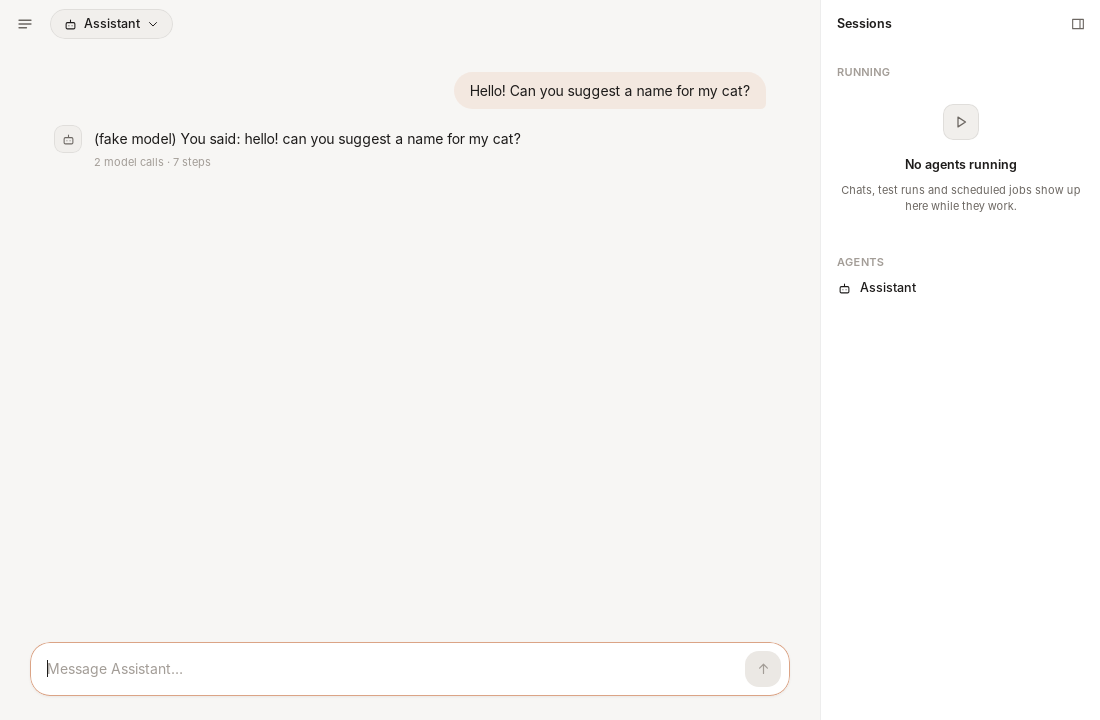 Assistant
Hello! Can you suggest a name for my cat?
(fake model) You said: hello! can you suggest a name for my cat?
2 model calls · 7 steps
Message Assistant...
Sessions
RUNNING
No agents running
Chats, test runs and scheduled jobs show up
here while they work.
AGENTS
Assistant